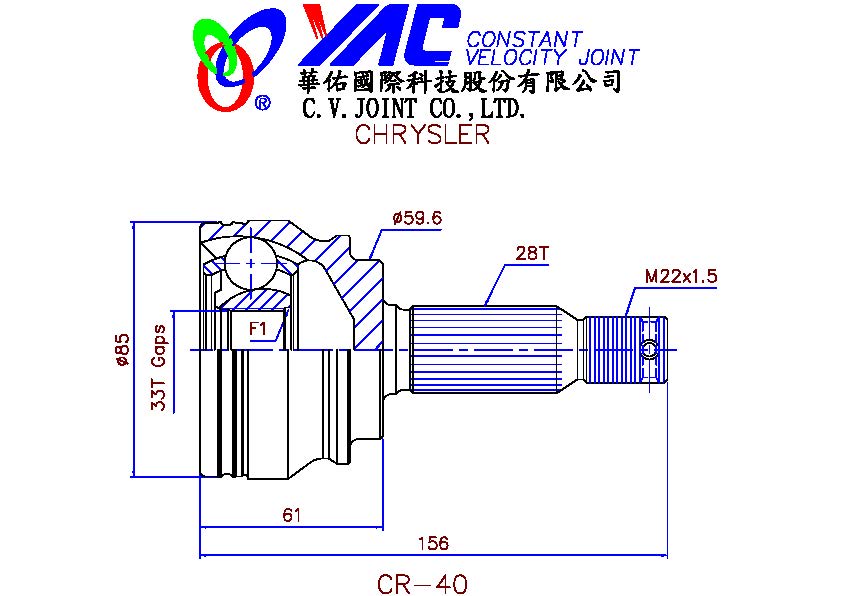 YAC CONSTANT
VELOCITY JOINT
華佑國際科技股份有限公司
®
C.V.JOINT CO.,LTD.
CHRYSLER
ø59.6
28T
M22x1.5
F1
ø85
33T Gaps
61
156
CR-40